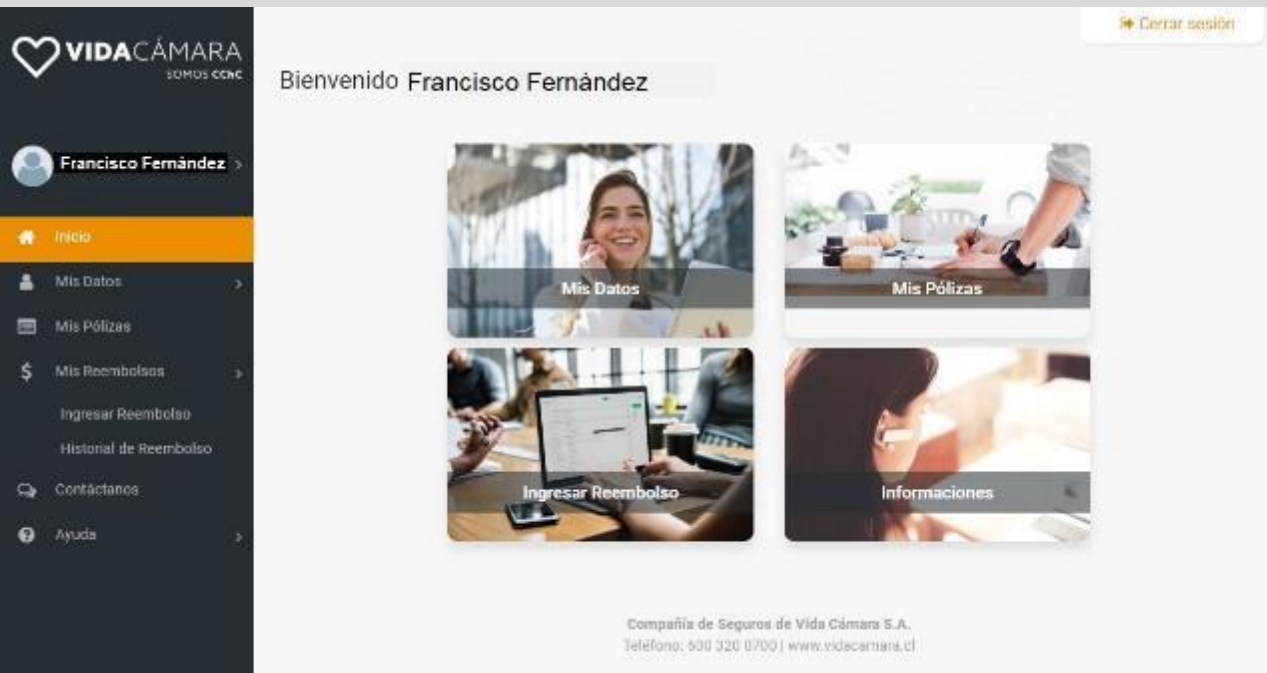 Cerrar sesión
VIDACÁMARA
SOMOS CChC
Bienvenido Francisco Fernández
Francisco Fernández
Inicio
Mis Datos
Mis Pólizas
Mis Reembolsos
Ingresar Reembolso
Historial de Reembolso
Contáctanos
Ayuda
Mis Datos
Mis Pólizas
Ingresar Reembolso
Informaciones
Compañía de Seguros de Vida Cámara S.A.
Teléfono: 600 320 0700 | www.vidacamara.cl